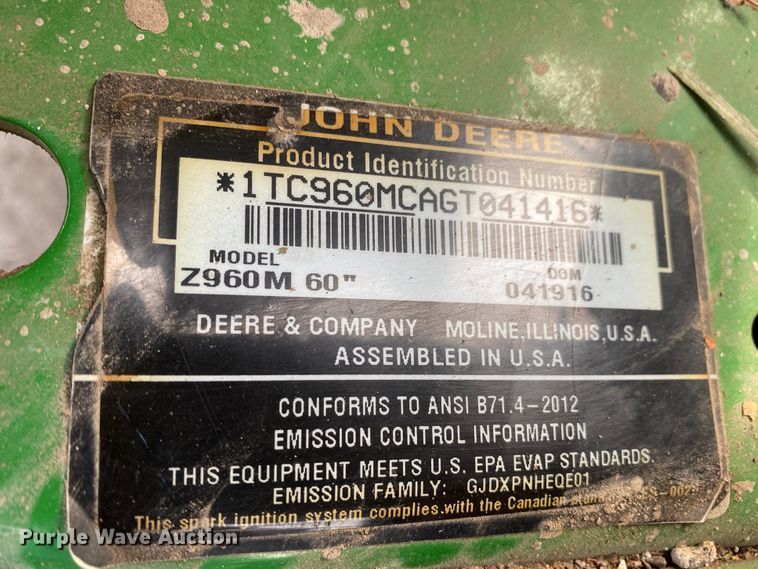 JOHN DEERE
Product Identification Number
*1TC960MCAGT041416*
MODEL DOM
Z960M 60" 041916
DEERE & COMPANY MOLINE, ILLINOIS, U.S.A.
ASSEMBLED IN U.S.A.
CONFORMS TO ANSI B71.4-2012
EMISSION CONTROL INFORMATION
THIS EQUIPMENT MEETS U.S. EPA EVAP STANDARDS.
EMISSION FAMILY: GJDXPNHEQE01
This spark ignition system complies with the Canadian
Purple Wave Auction